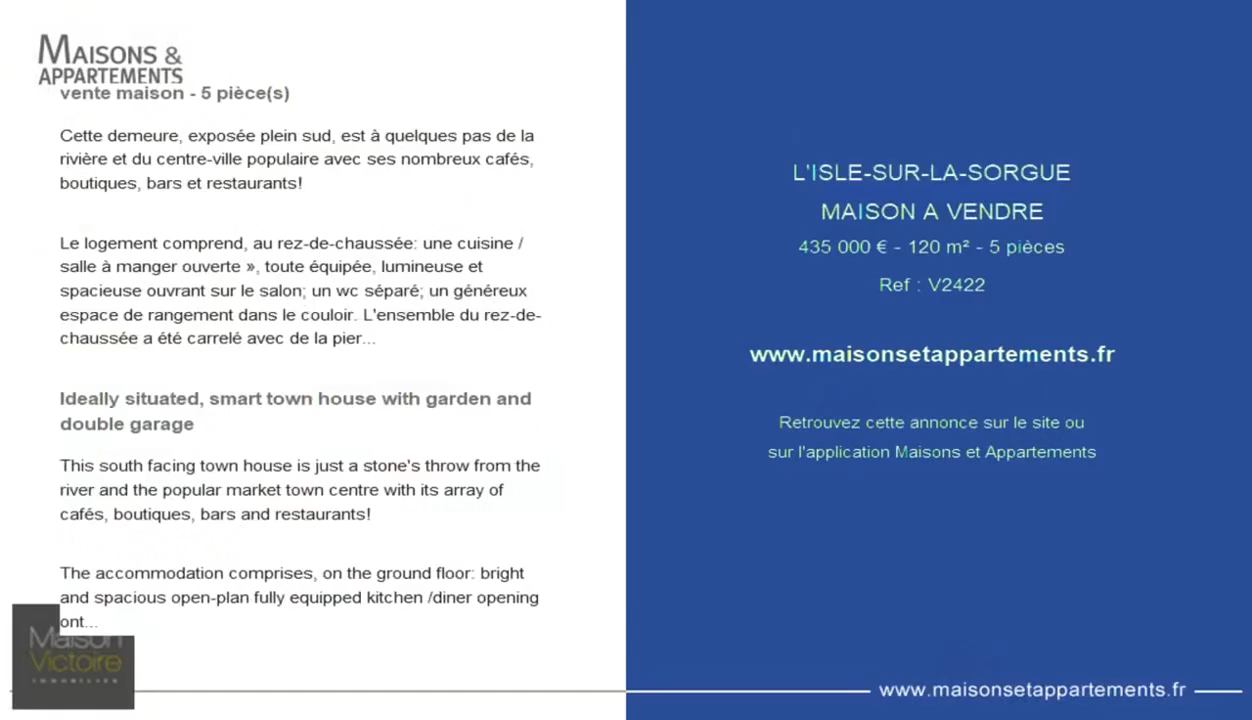 MAISONS &
APPARTEMENTS
vente maison - 5 pièce(s)
Cette demeure, exposée plein sud, est à quelques pas de la
rivière et du centre-ville populaire avec ses nombreux cafés,
boutiques, bars et restaurants!
Le logement comprend, au rez-de-chaussée: une cuisine /
salle à manger ouverte », toute équipée, lumineuse et
spacieuse ouvrant sur le salon; un wc séparé; un généreux
espace de rangement dans le couloir. L'ensemble du rez-de-
chaussée a été carrelé avec de la pier...
Ideally situated, smart town house with garden and
double garage
This south facing town house is just a stone's throw from the
river and the popular market town centre with its array of
cafés, boutiques, bars and restaurants!
The accommodation comprises, on the ground floor: bright
and spacious open-plan fully equipped kitchen /diner opening
ont...
Maison
Victoire
IMMOBILIER
L'ISLE-SUR-LA-SORGUE
MAISON A VENDRE
435 000 € - 120 m² - 5 pièces
Ref : V2422
www.maisonsetappartements.fr
Retrouvez cette annonce sur le site ou
sur l'application Maisons et Appartements
www.maisonsetappartements.fr